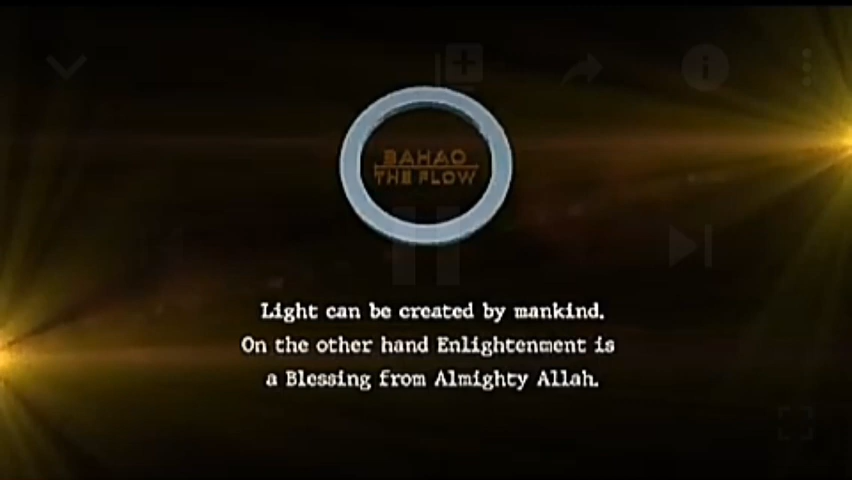 BAHAO
THE FLOW
Light can be created by mankind.
On the other hand Enlightenment is
a Blessing from Almighty Allah.